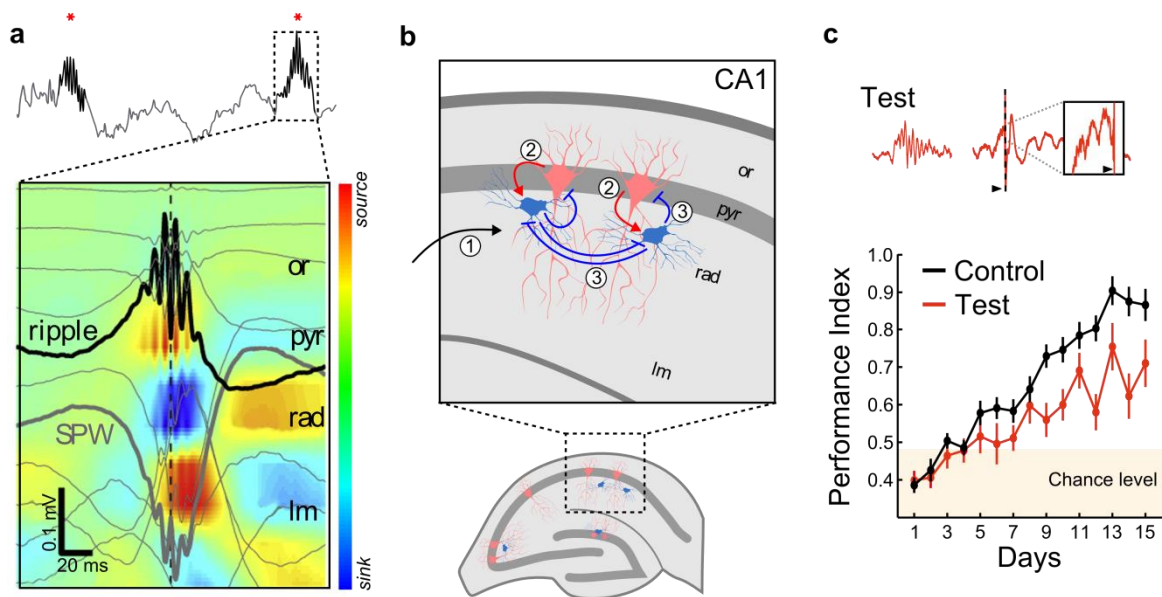 a
*
*
source
or
ripple
pyr
rad
SPW
lm
0.1 mV
20 ms
sink
b
CA1
2
or
2
pyr
3
1
3
rad
lm
c
Test
Performance Index
1.0
Control
0.9
Test
0.8
0.7
0.6
0.5
Chance level
0.4
1 3 5 7 9 11 13 15
Days